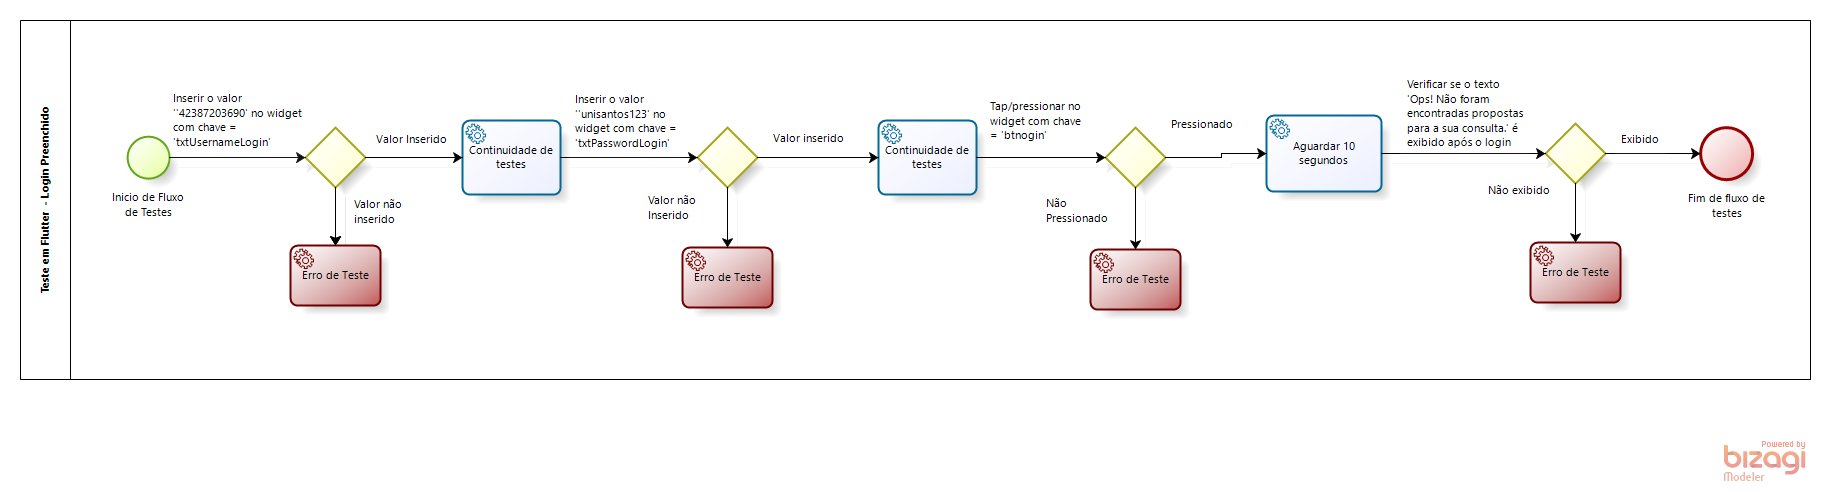 Teste em Flutter - Login Preenchido
Inicio de Fluxo
de Testes
Inserir o valor
''42387203690' no widget
com chave =
'txtUsernameLogin'
Valor Inserido
Valor não
inserido
Erro de Teste
Continuidade de
testes
Inserir o valor
''unisantos123' no
widget com chave =
'txtPasswordLogin'
Valor inserido
Valor não
Inserido
Erro de Teste
Continuidade de
testes
Tap/pressionar no
widget com chave
= 'btnogin'
Pressionado
Não
Pressionado
Erro de Teste
Aguardar 10
segundos
Verificar se o texto
'Ops! Não foram
encontradas propostas
para a sua consulta.' é
exibido após o login
Exibido
Não exibido
Erro de Teste
Fim de fluxo de
testes
Powered by
bizagi
Modeler